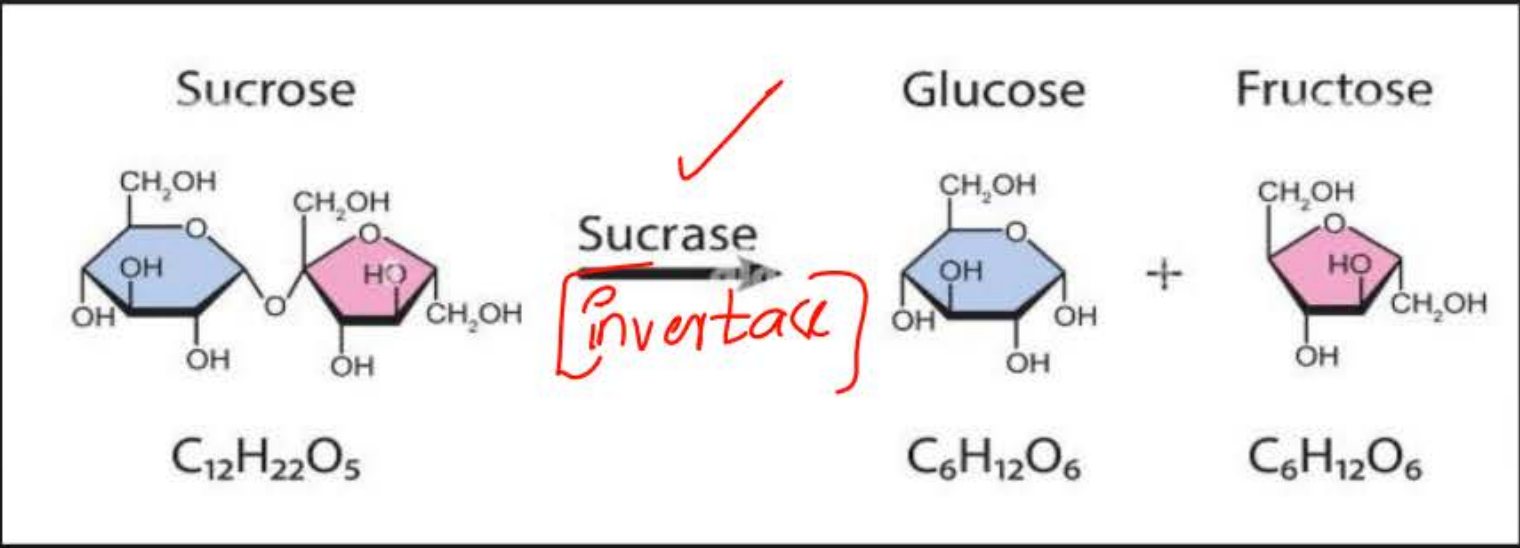 Sucrose
Glucose
Fructose
CH₂OH
O
OH
OH
OH
O
CH₂OH
O
HO
CH₂OH
OH
Sucrase
[invertase]
CH₂OH
O
OH
OH
OH
OH
+
CH₂OH
O
HO
CH₂OH
OH
C₁₂H₂₂O₅
C₆H₁₂O₆
C₆H₁₂O₆